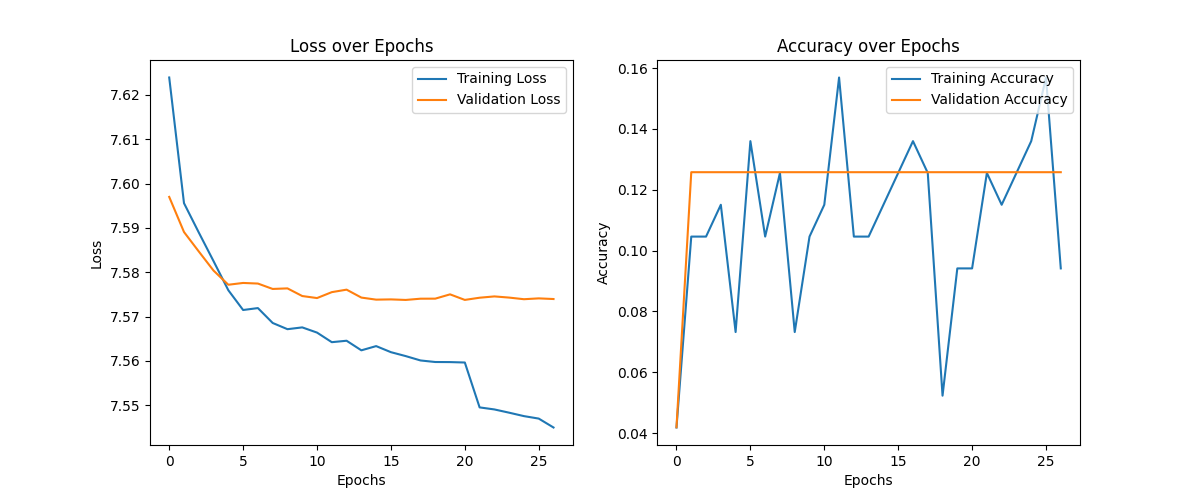 Loss over Epochs
Training Loss
Validation Loss
7.62
7.61
7.60
7.59
7.58
7.57
7.56
7.55
Loss
0
5
10
15
20
25
Epochs
Accuracy over Epochs
Training Accuracy
Validation Accuracy
0.16
0.14
0.12
0.10
0.08
0.06
0.04
Accuracy
0
5
10
15
20
25
Epochs